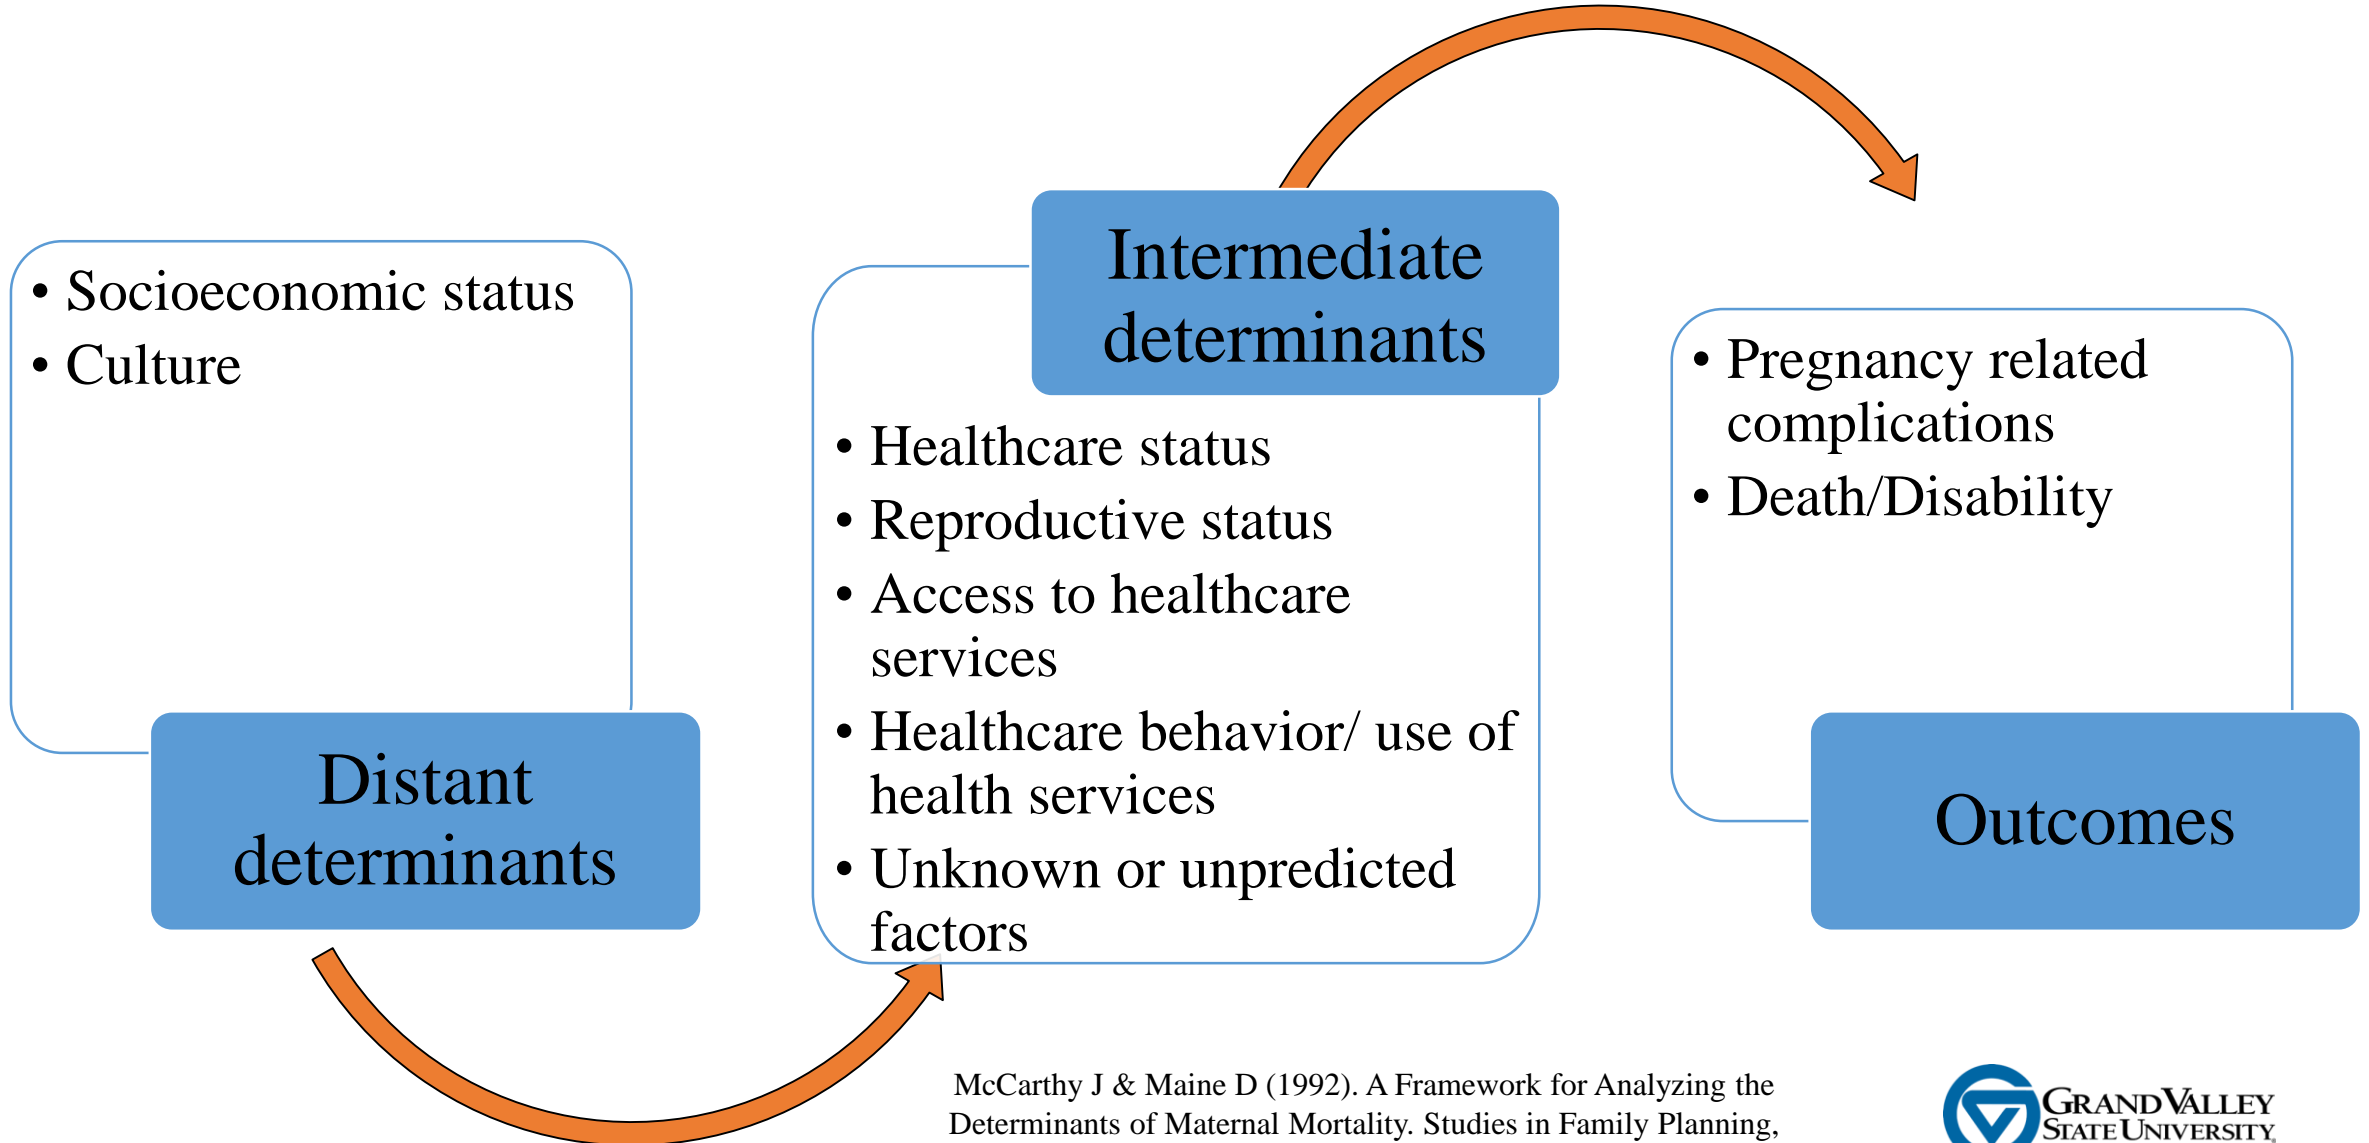 • Socioeconomic status
• Culture
Distant
determinants
Intermediate
determinants
• Healthcare status
• Reproductive status
• Access to healthcare
services
• Healthcare behavior/ use of
health services
• Unknown or unpredicted
factors
• Pregnancy related
complications
• Death/Disability
Outcomes
McCarthy J & Maine D (1992). A Framework for Analyzing the
Determinants of Maternal Mortality. Studies in Family Planning,
GRAND VALLEY
STATE UNIVERSITY